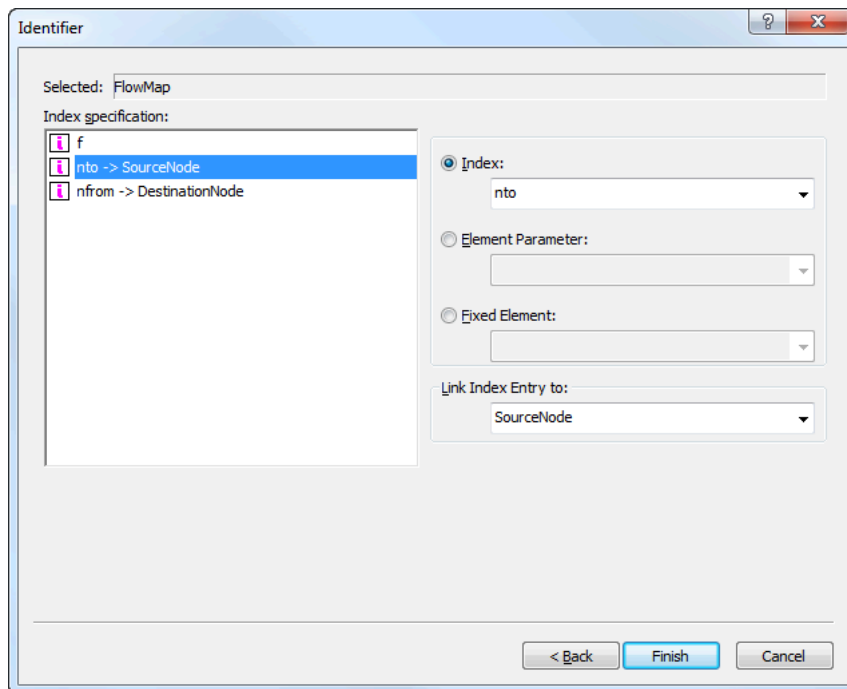 Identifier
Selected: FlowMap
Index specification:
f
nto -> SourceNode
nfrom -> DestinationNode
Index:
nto
Element Parameter:
Fixed Element:
Link Index Entry to:
SourceNode
< Back
Finish
Cancel